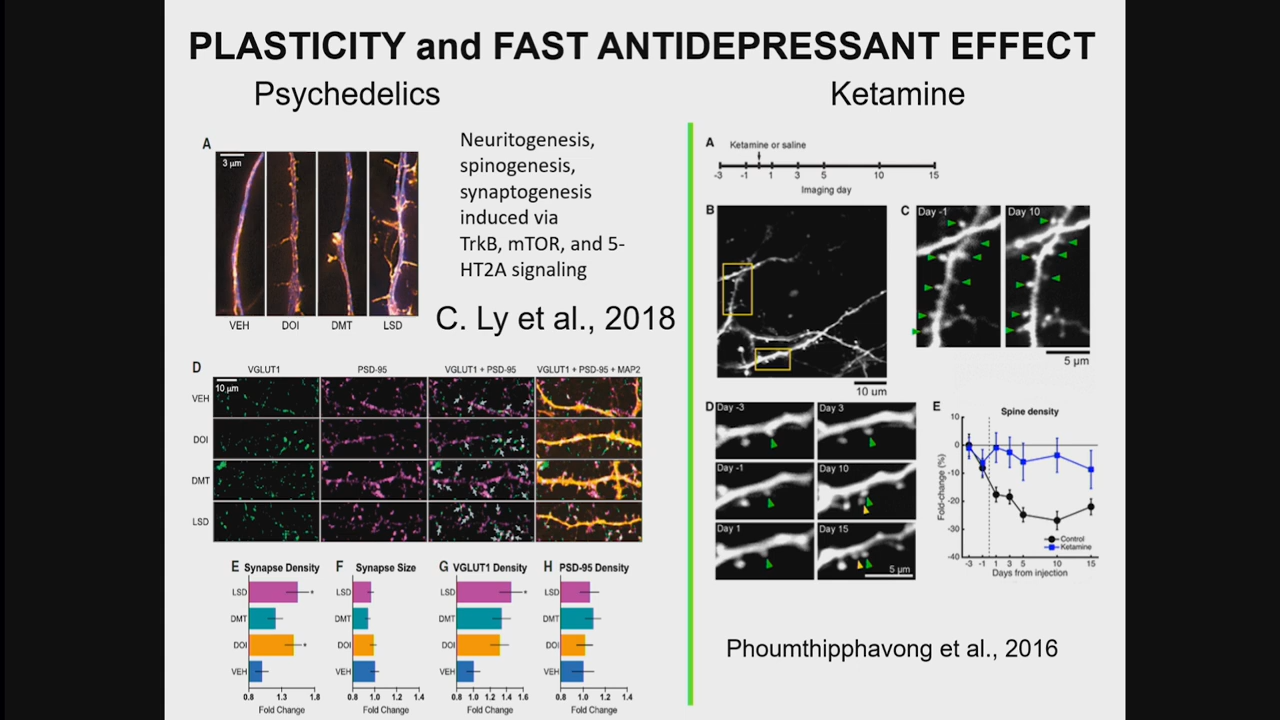 PLASTICITY and FAST ANTIDEPRESSANT EFFECT
Psychedelics
A
3 μm
VEH DOI DMT LSD
Neuritogenesis,
spinogenesis,
synaptogenesis
induced via
TrkB, mTOR, and 5-
HT2A signaling
C. Ly et al., 2018
D
VGLUT1 PSD-95 VGLUT1 + PSD-95 VGLUT1 + PSD-95 + MAP2
10 μm
VEH
DOI
DMT
LSD
E Synapse Density
LSD
*
DMT
DOI
*
VEH
0.8 1.3 1.8
Fold Change
F Synapse Size
LSD
DMT
DOI
VEH
0.8 1.0 1.2 1.4
Fold Change
G VGLUT1 Density
LSD
*
DMT
DOI
VEH
0.8 1.0 1.2 1.4 1.6
Fold Change
H PSD-95 Density
LSD
DMT
DOI
VEH
0.8 1.0 1.2 1.4
Fold Change
Ketamine
A
Ketamine or saline
-3 -1 1 3 5 10 15
Imaging day
B
10 μm
C
Day -1 Day 10
5 μm
D
Day -3 Day 3
Day -1 Day 10
Day 1 Day 15
5 μm
E
Spine density
Fold-change (%)
10
0
-10
-20
-30
-40
Control
Ketamine
-3 -1 1 3 5 10 15
Days from injection
Phoumthipphavong et al., 2016